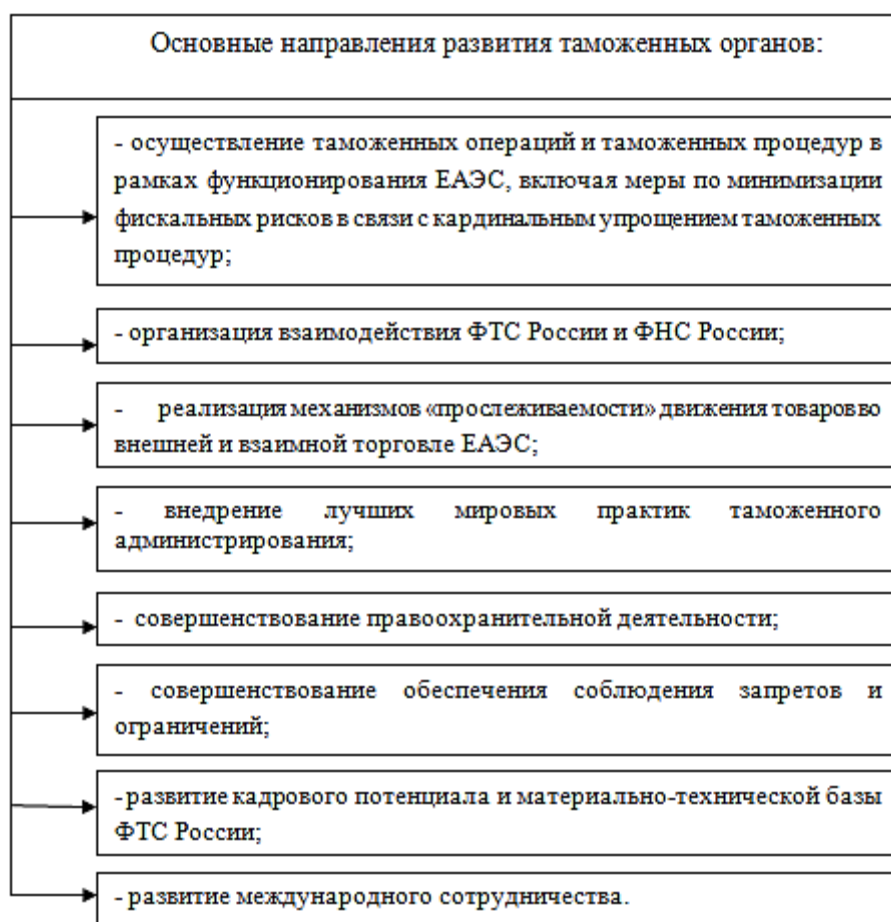 Основные направления развития таможенных органов:
- осуществление таможенных операций и таможенных процедур в
рамках функционирования ЕАЭС, включая меры по минимизации
фискальных рисков в связи с кардинальным упрощением таможенных
процедур;
- организация взаимодействия ФТС России и ФНС России;
- реализация механизмов «прослеживаемости» движения товаров во
внешней и взаимной торговле ЕАЭС;
- внедрение лучших мировых практик таможенного
администрирования;
- совершенствование правоохранительной деятельности;
- совершенствование обеспечения соблюдения запретов и
ограничений;
- развитие кадрового потенциала и материально-технической базы
ФТС России;
- развитие международного сотрудничества.